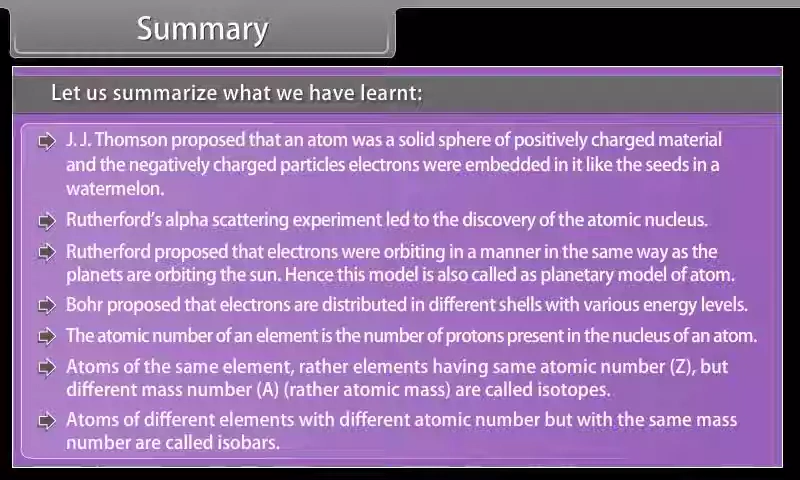 Summary
Let us summarize what we have learnt:
J. J. Thomson proposed that an atom was a solid sphere of positively charged material
and the negatively charged particles electrons were embedded in it like the seeds in a
watermelon.
Rutherford's alpha scattering experiment led to the discovery of the atomic nucleus.
Rutherford proposed that electrons were orbiting in a manner in the same way as the
planets are orbiting the sun. Hence this model is also called as planetary model of atom.
Bohr proposed that electrons are distributed in different shells with various energy levels.
The atomic number of an element is the number of protons present in the nucleus of an atom.
Atoms of the same element, rather elements having same atomic number (Z), but
different mass number (A) (rather atomic mass) are called isotopes.
Atoms of different elements with different atomic number but with the same mass
number are called isobars.